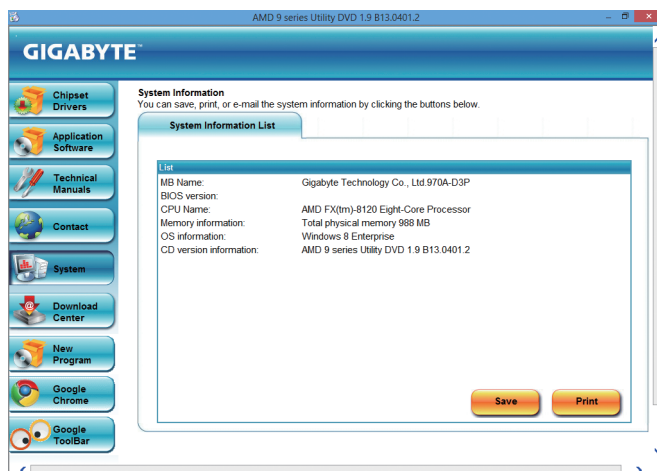 AMD 9 series Utility DVD 1.9 B13.0401.2
GIGABYTE™
Chipset
Drivers
Application
Software
Technical
Manuals
Contact
System
Download
Center
New
Program
Google
Chrome
Google
ToolBar
System Information
You can save, print, or e-mail the system information by clicking the buttons below.
System Information List
List
MB Name: Gigabyte Technology Co., Ltd.970A-D3P
BIOS version:
CPU Name: AMD FX(tm)-8120 Eight-Core Processor
Memory information: Total physical memory 988 MB
OS information: Windows 8 Enterprise
CD version information: AMD 9 series Utility DVD 1.9 B13.0401.2
Save Print